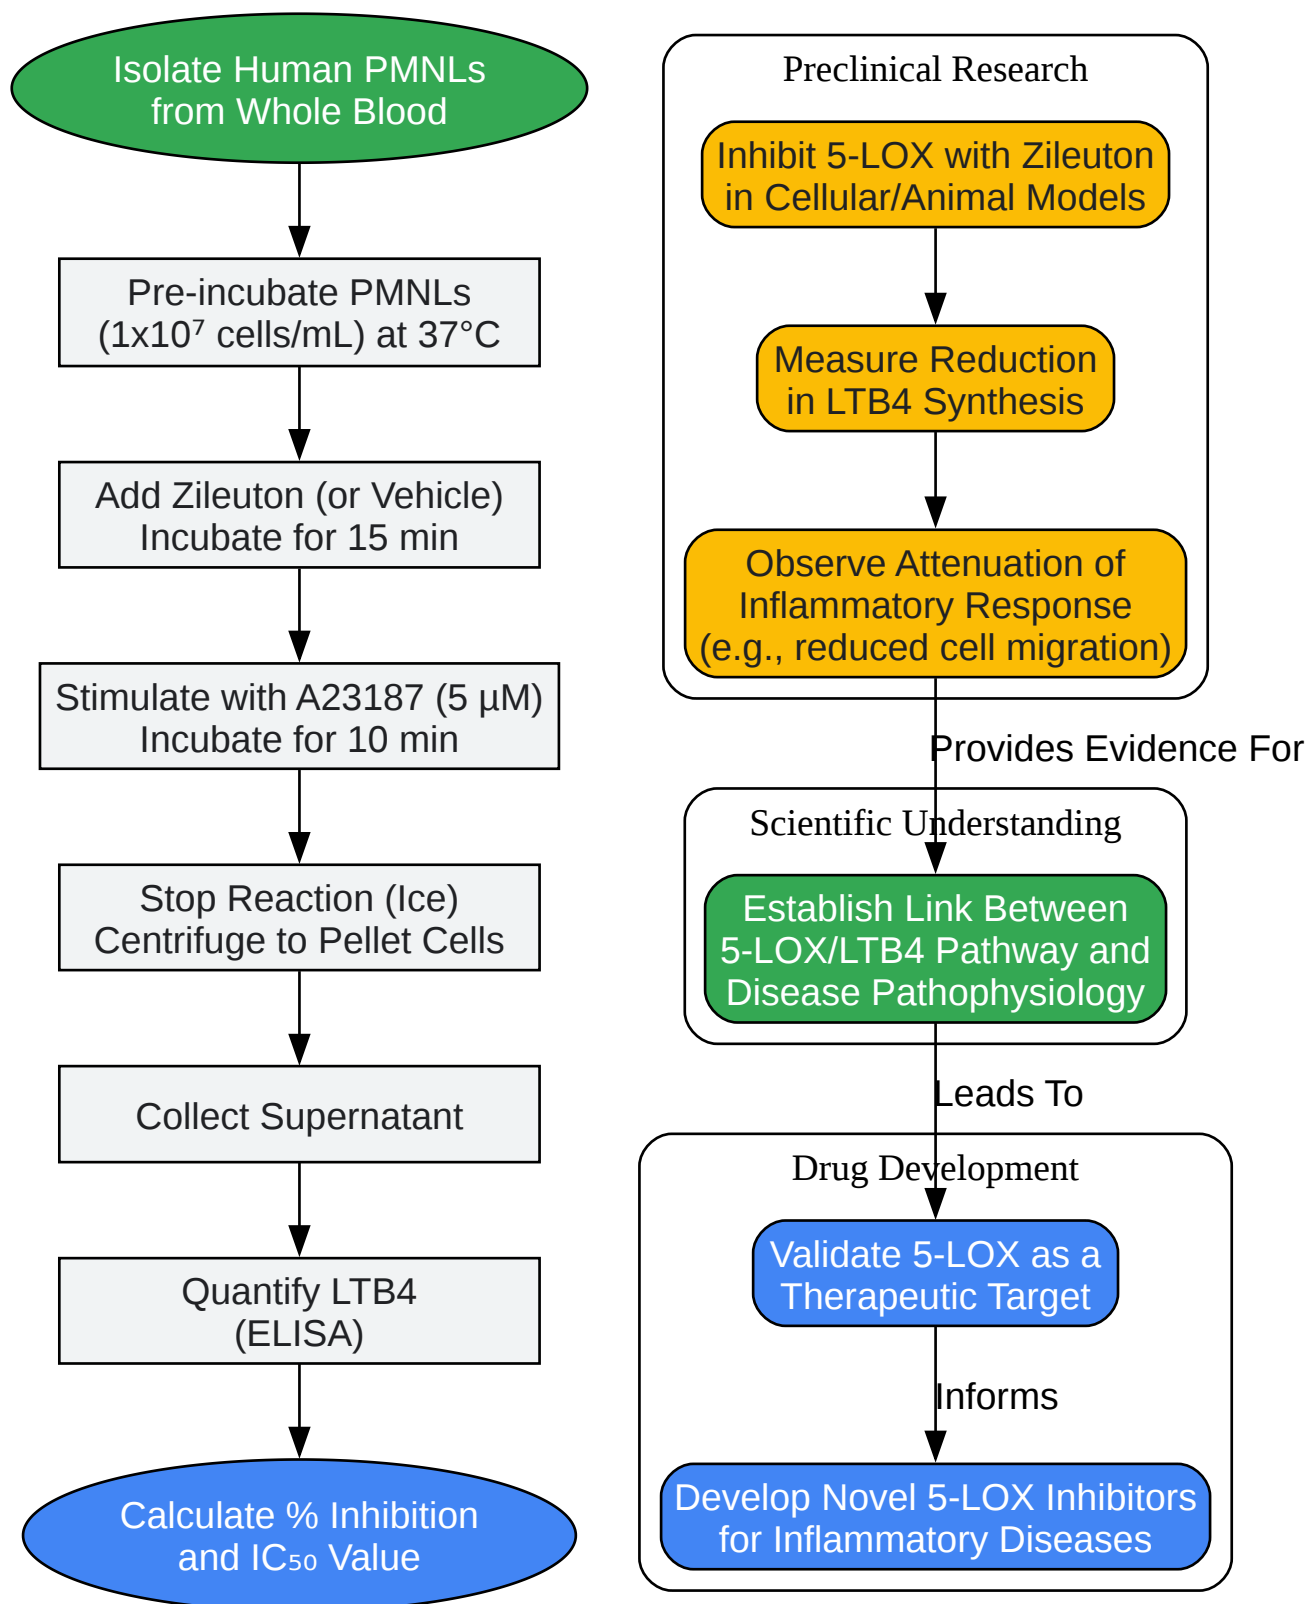 Isolate Human PMNLs
from Whole Blood
Pre-incubate PMNLs
(1x10⁷ cells/mL) at 37°C
Add Zileuton (or Vehicle)
Incubate for 15 min
Stimulate with A23187 (5 µM)
Incubate for 10 min
Stop Reaction (Ice)
Centrifuge to Pellet Cells
Collect Supernatant
Quantify LTB4
(ELISA)
Calculate % Inhibition
and IC₅₀ Value
Preclinical Research
Inhibit 5-LOX with Zileuton
in Cellular/Animal Models
Measure Reduction
in LTB4 Synthesis
Observe Attenuation of
Inflammatory Response
(e.g., reduced cell migration)
Provides Evidence For
Scientific Understanding
Establish Link Between
5-LOX/LTB4 Pathway and
Disease Pathophysiology
Leads To
Drug Development
Validate 5-LOX as a
Therapeutic Target
Informs
Develop Novel 5-LOX Inhibitors
for Inflammatory Diseases